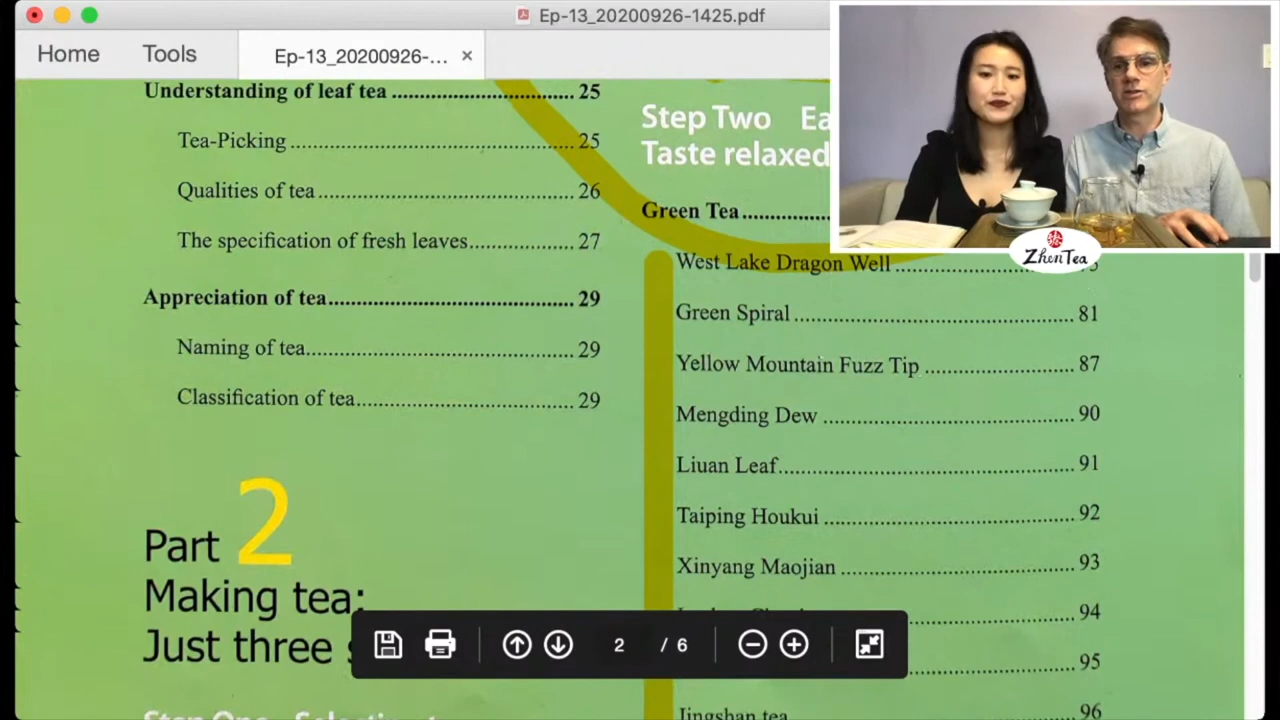 Ep-13_20200926-1425.pdf
Home
Tools
Ep-13_20200926-...
×
Understanding of leaf tea ............ 25
Tea-Picking ............ 25
Qualities of tea ............ 26
The specification of fresh leaves ............ 27
Appreciation of tea ............ 29
Naming of tea ............ 29
Classification of tea ............ 29
Part 2
Making tea:
Just three
Step Two
Taste relaxed
Green Tea ............
West Lake Dragon Well ............
Green Spiral ............ 81
Yellow Mountain Fuzz Tip ............ 87
Mengding Dew ............ 90
Liuan Leaf ............ 91
Taiping Houkui ............ 92
Xinyang Maojian ............ 93
............ 94
............ 95
Jingshan tea ............ 96
2 / 6
Zhen Tea